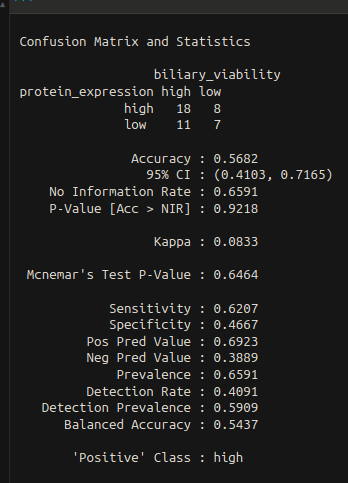 Confusion Matrix and Statistics
biliary_viability
protein_expression high low
high 18 8
low 11 7
Accuracy : 0.5682
95% CI : (0.4103, 0.7165)
No Information Rate : 0.6591
P-Value [Acc > NIR] : 0.9218
Kappa : 0.0833
Mcnemar's Test P-Value : 0.6464
Sensitivity : 0.6207
Specificity : 0.4667
Pos Pred Value : 0.6923
Neg Pred Value : 0.3889
Prevalence : 0.6591
Detection Rate : 0.4091
Detection Prevalence : 0.5909
Balanced Accuracy : 0.5437
'Positive' Class : high